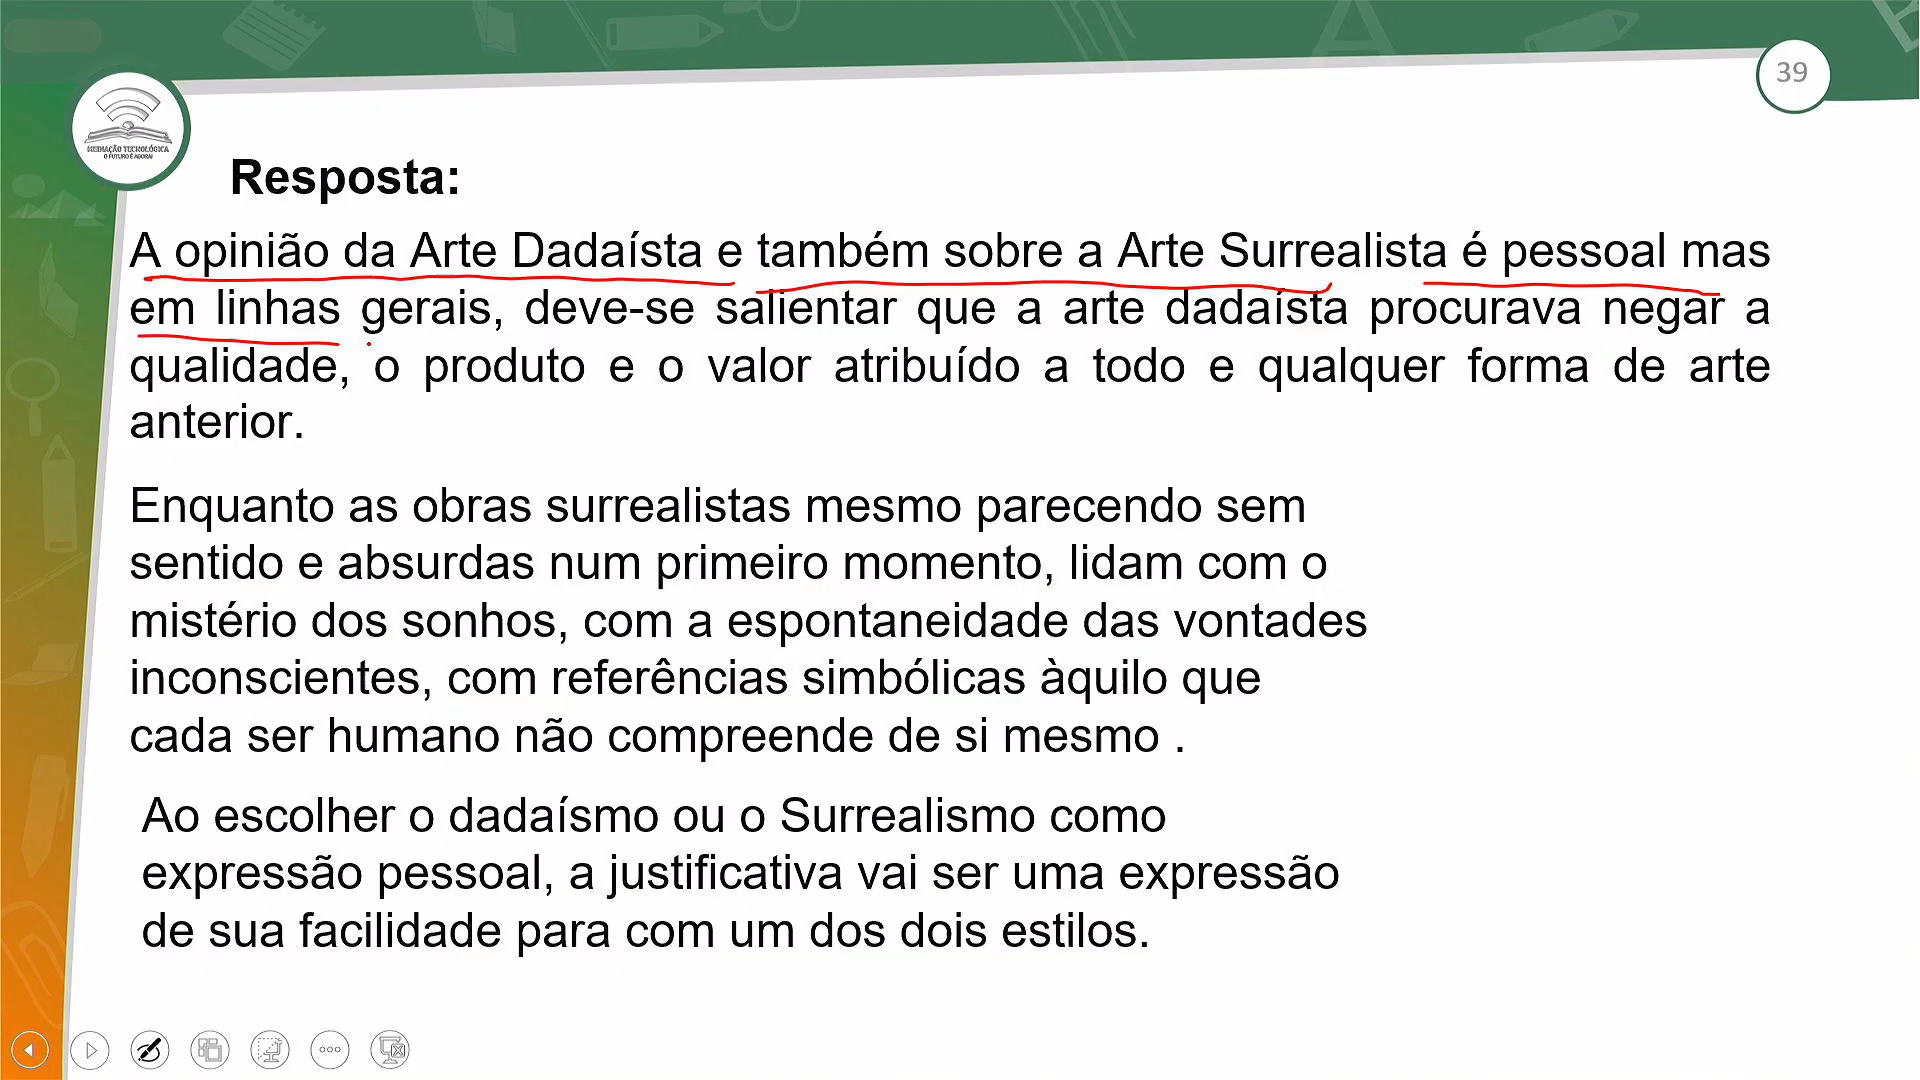 39
MEDIAÇÃO TECNOLÓGICA
O FUTURO É AGORA!
Resposta:
A opinião da Arte Dadaísta e também sobre a Arte Surrealista é pessoal mas
em linhas gerais, deve-se salientar que a arte dadaísta procurava negar a
qualidade, o produto e o valor atribuído a todo e qualquer forma de arte
anterior.
Enquanto as obras surrealistas mesmo parecendo sem
sentido e absurdas num primeiro momento, lidam com o
mistério dos sonhos, com a espontaneidade das vontades
inconscientes, com referências simbólicas àquilo que
cada ser humano não compreende de si mesmo .
Ao escolher o dadaísmo ou o Surrealismo como
expressão pessoal, a justificativa vai ser uma expressão
de sua facilidade para com um dos dois estilos.